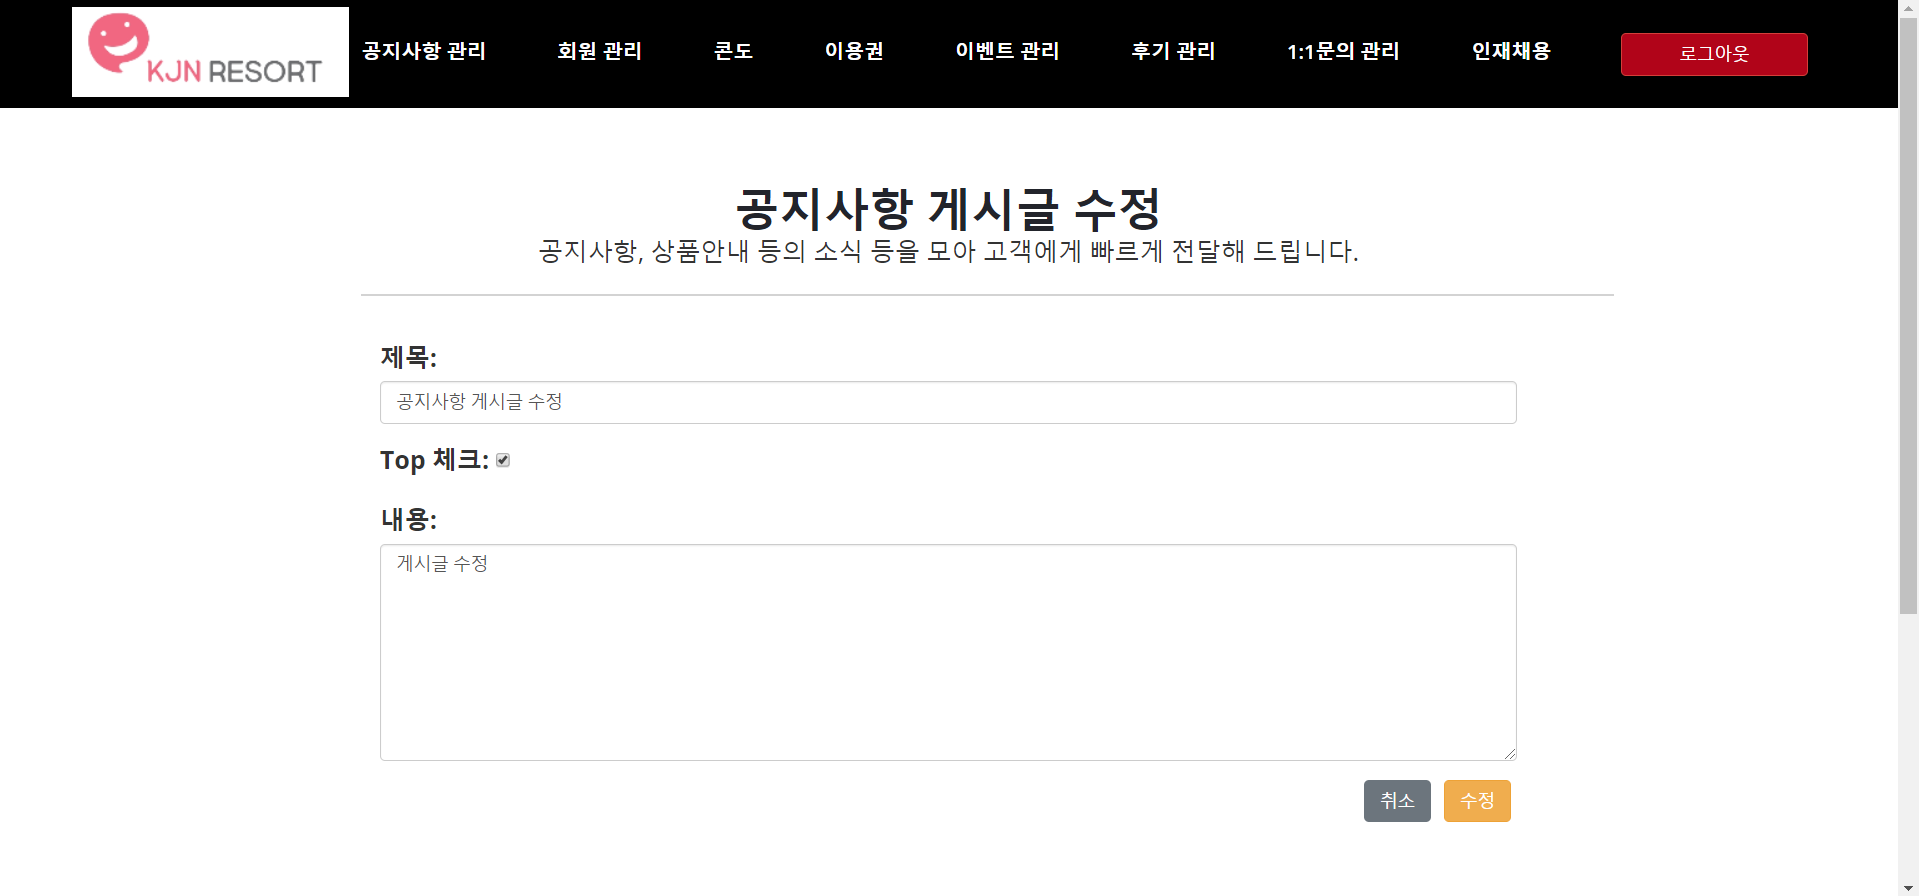 KJN RESORT
공지사항 관리 회원 관리 콘도 이용권 이벤트 관리 후기 관리 1:1문의 관리 인재채용 로그아웃
공지사항 게시글 수정
공지사항, 상품안내 등의 소식 등을 모아 고객에게 빠르게 전달해 드립니다.
제목:
공지사항 게시글 수정
Top 체크:
내용:
게시글 수정
취소 수정